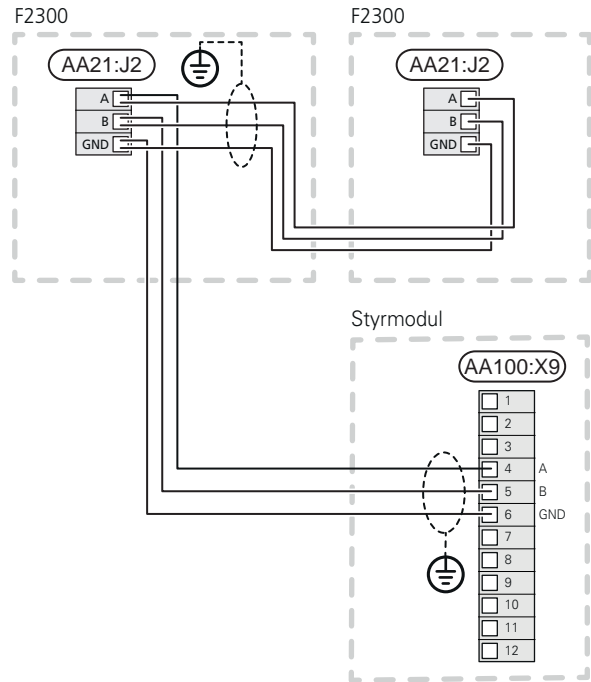 F2300
F2300
AA21:J2
AA21:J2
A
B
GND
A
B
GND
Styrmodul
AA100:X9
1
2
3
4 A
5 B
6 GND
7
8
9
10
11
12